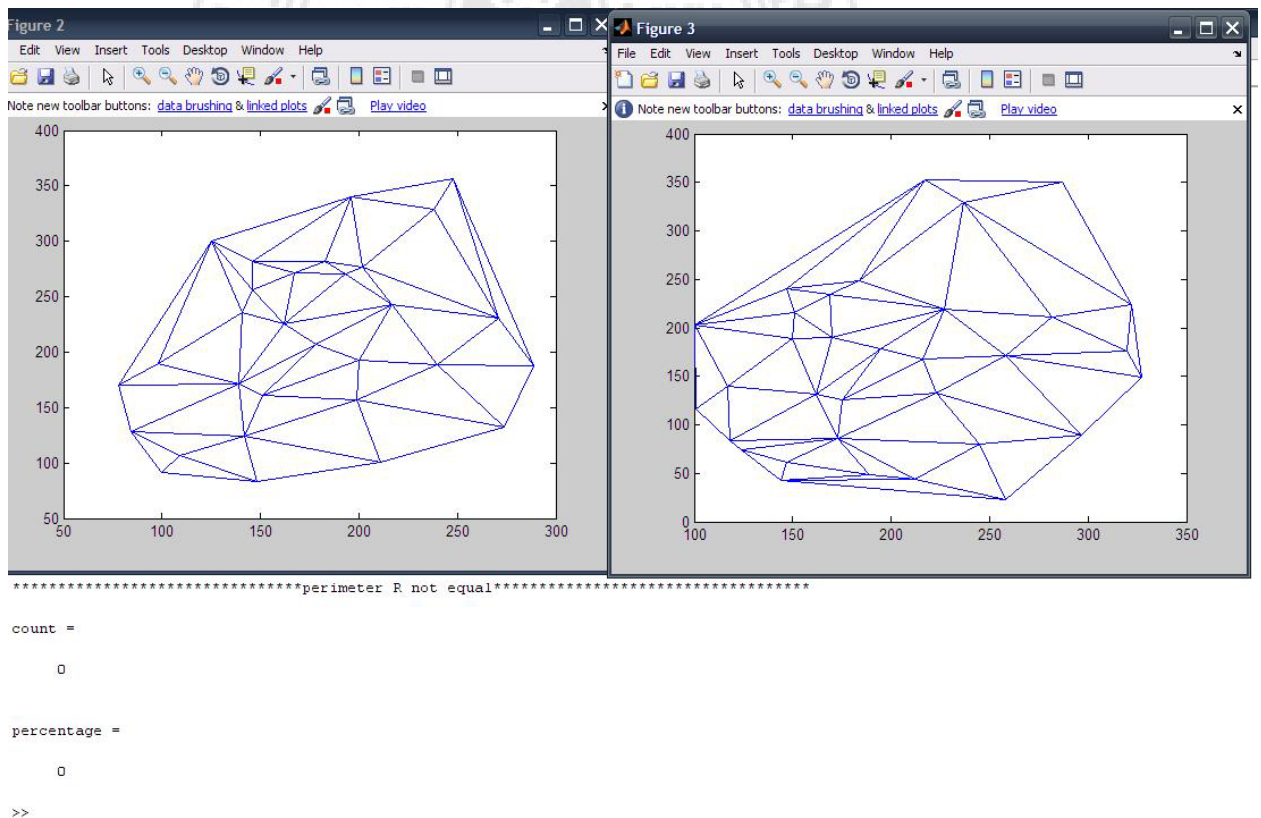 Figure 2
Edit View Insert Tools Desktop Window Help
Note new toolbar buttons: data brushing & linked plots Play video
400
350
300
250
200
150
100
50
50 100 150 200 250 300
Figure 3
File Edit View Insert Tools Desktop Window Help
Note new toolbar buttons: data brushing & linked plots Play video
400
350
300
250
200
150
100
50
0
100 150 200 250 300 350
********************************perimeter R not equal***********************************
count =
0
percentage =
0
>>